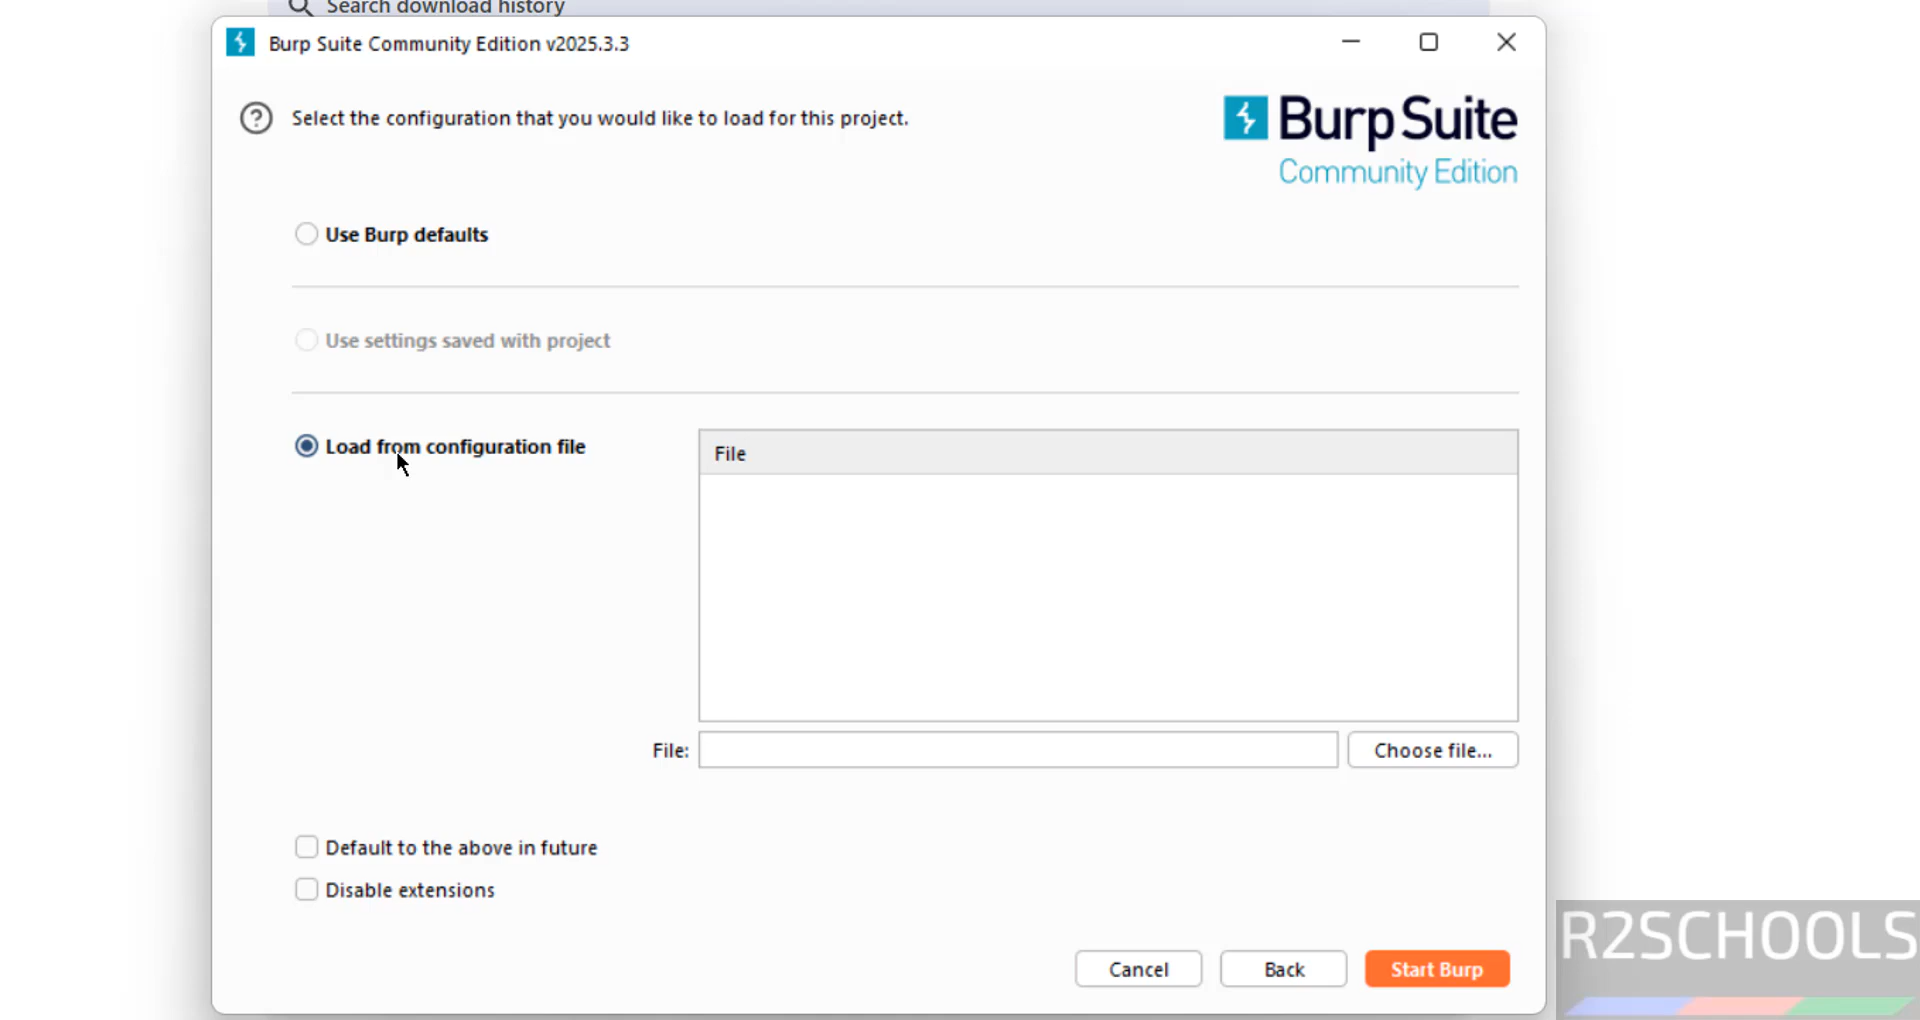 Search download history
Burp Suite Community Edition v2025.3.3
Select the configuration that you would like to load for this project.
Burp Suite
Community Edition
Use Burp defaults
Use settings saved with project
Load from configuration file
File
File:
Choose file...
Default to the above in future
Disable extensions
Cancel
Back
Start Burp
R2SCHOOLS